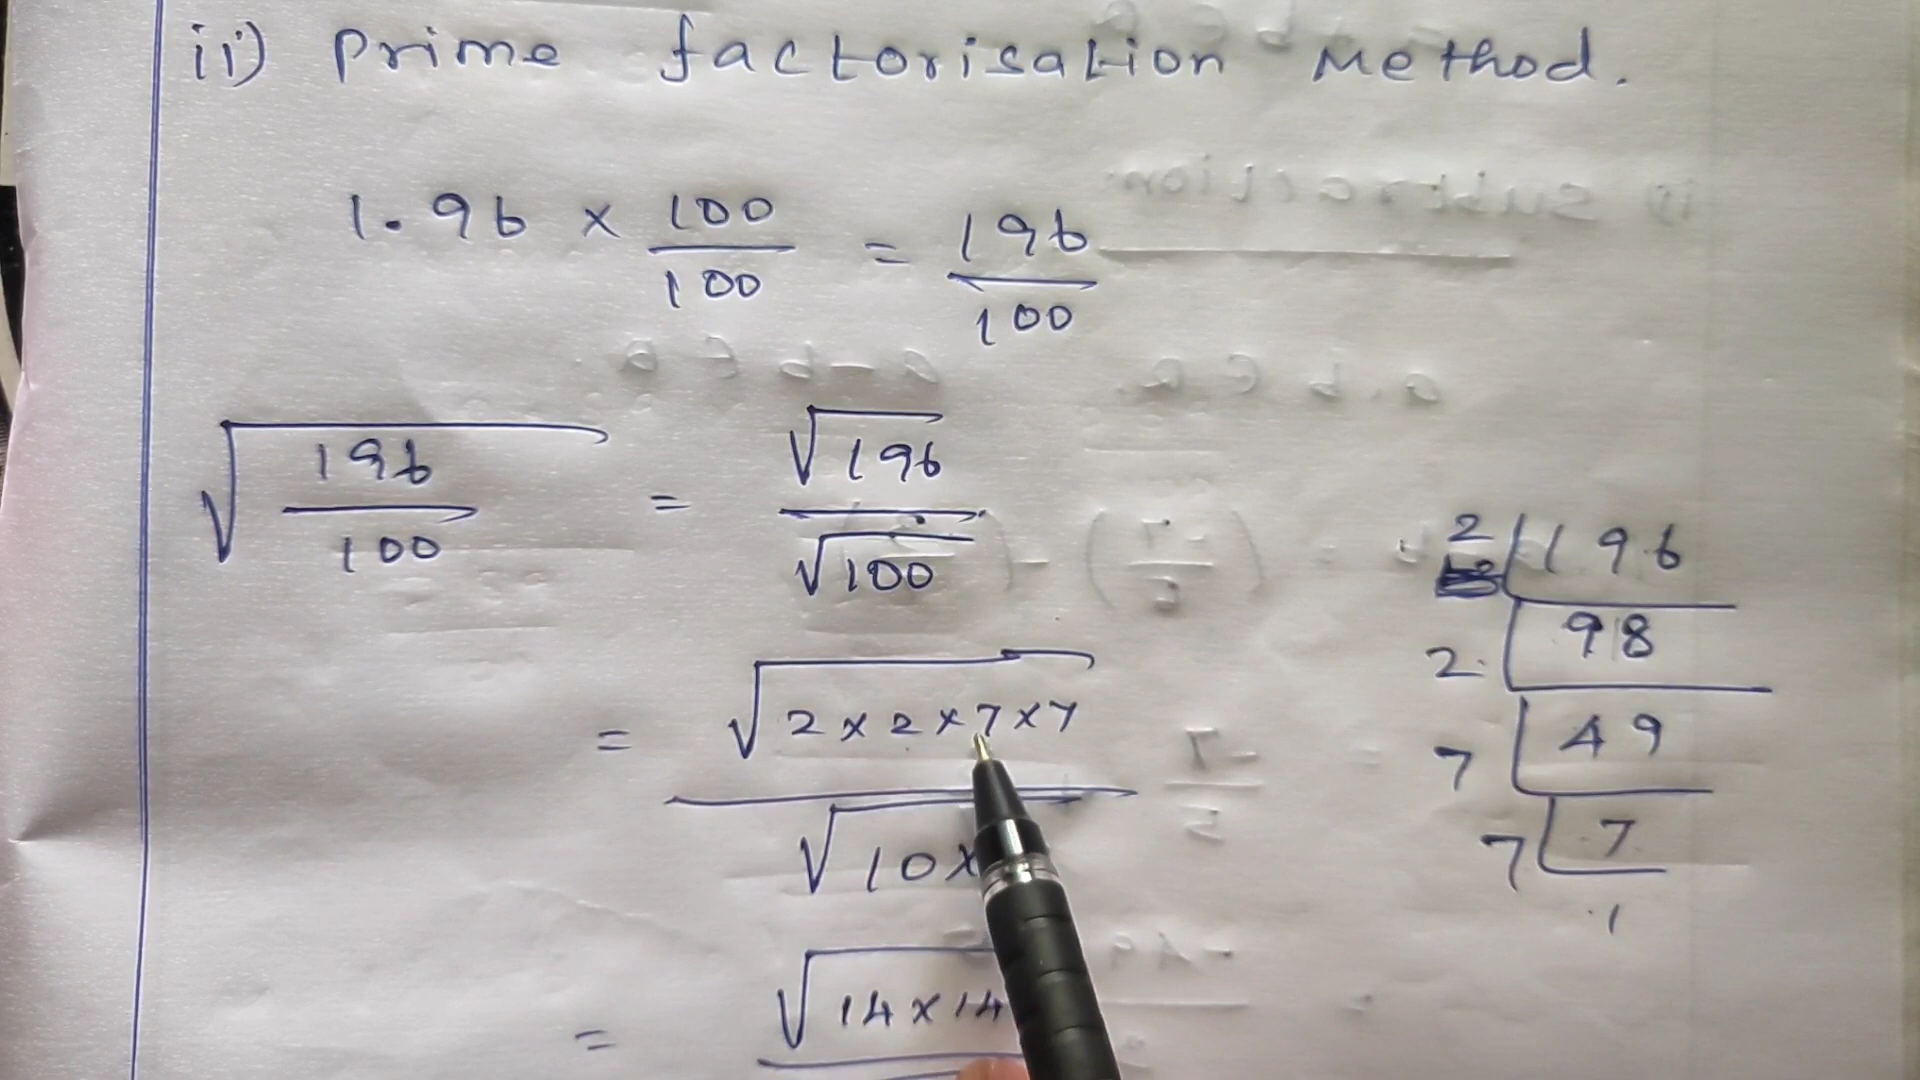 ii) Prime factorisation Method.
1.96 × 100/100 = 196/100
√(196/100) = √196/√100
= √(2×2×7×7)/√(10×
= √(14×14
2 | 196
2 | 98
7 | 49
7 | 7
1